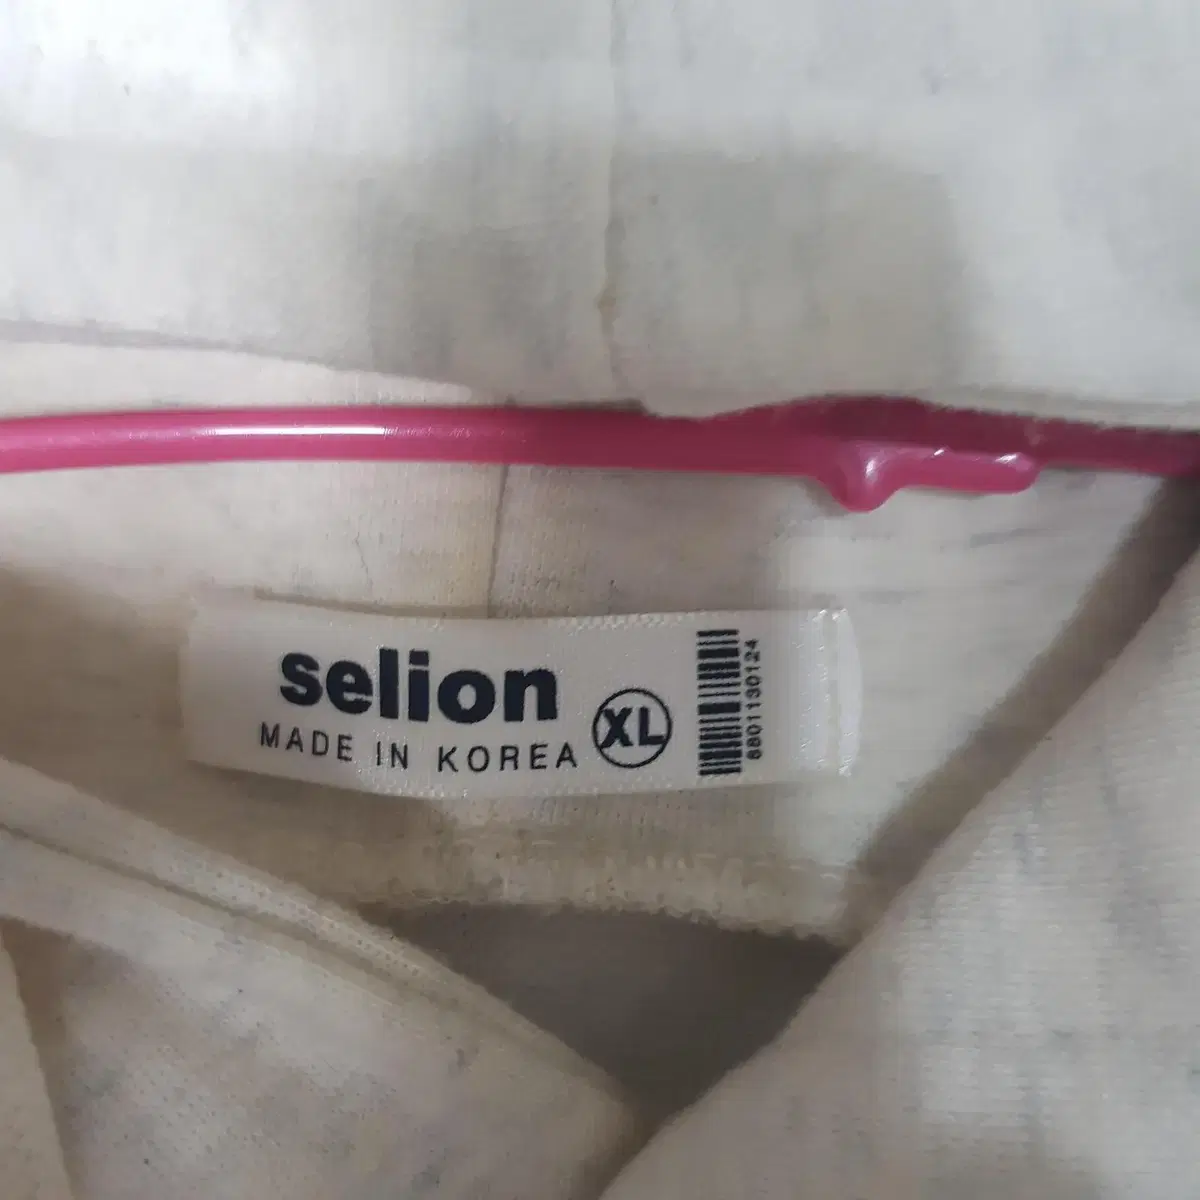 selion
MADE IN KOREA
XL
8801130124